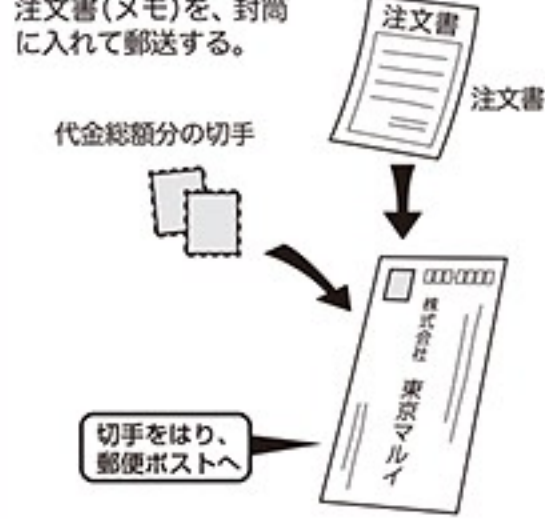 注文書(メモ)を、封筒
に入れて郵送する。
注文書
注文書
代金総額分の切手
株式会社 東京マルイ
切手をはり、
郵便ポストへ